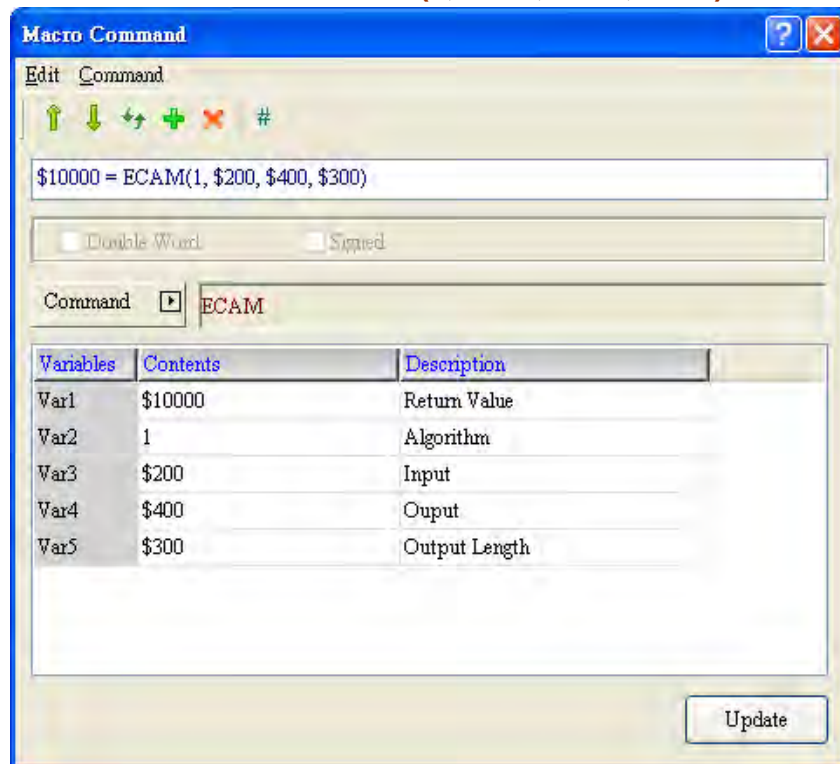 Macro Command
Edit Command
#
$10000 = ECAM(1, $200, $400, $300)
Double Word Signed
Command ECAM
Variables Contents Description
Var1 $10000 Return Value
Var2 1 Algorithm
Var3 $200 Input
Var4 $400 Ouput
Var5 $300 Output Length
Update